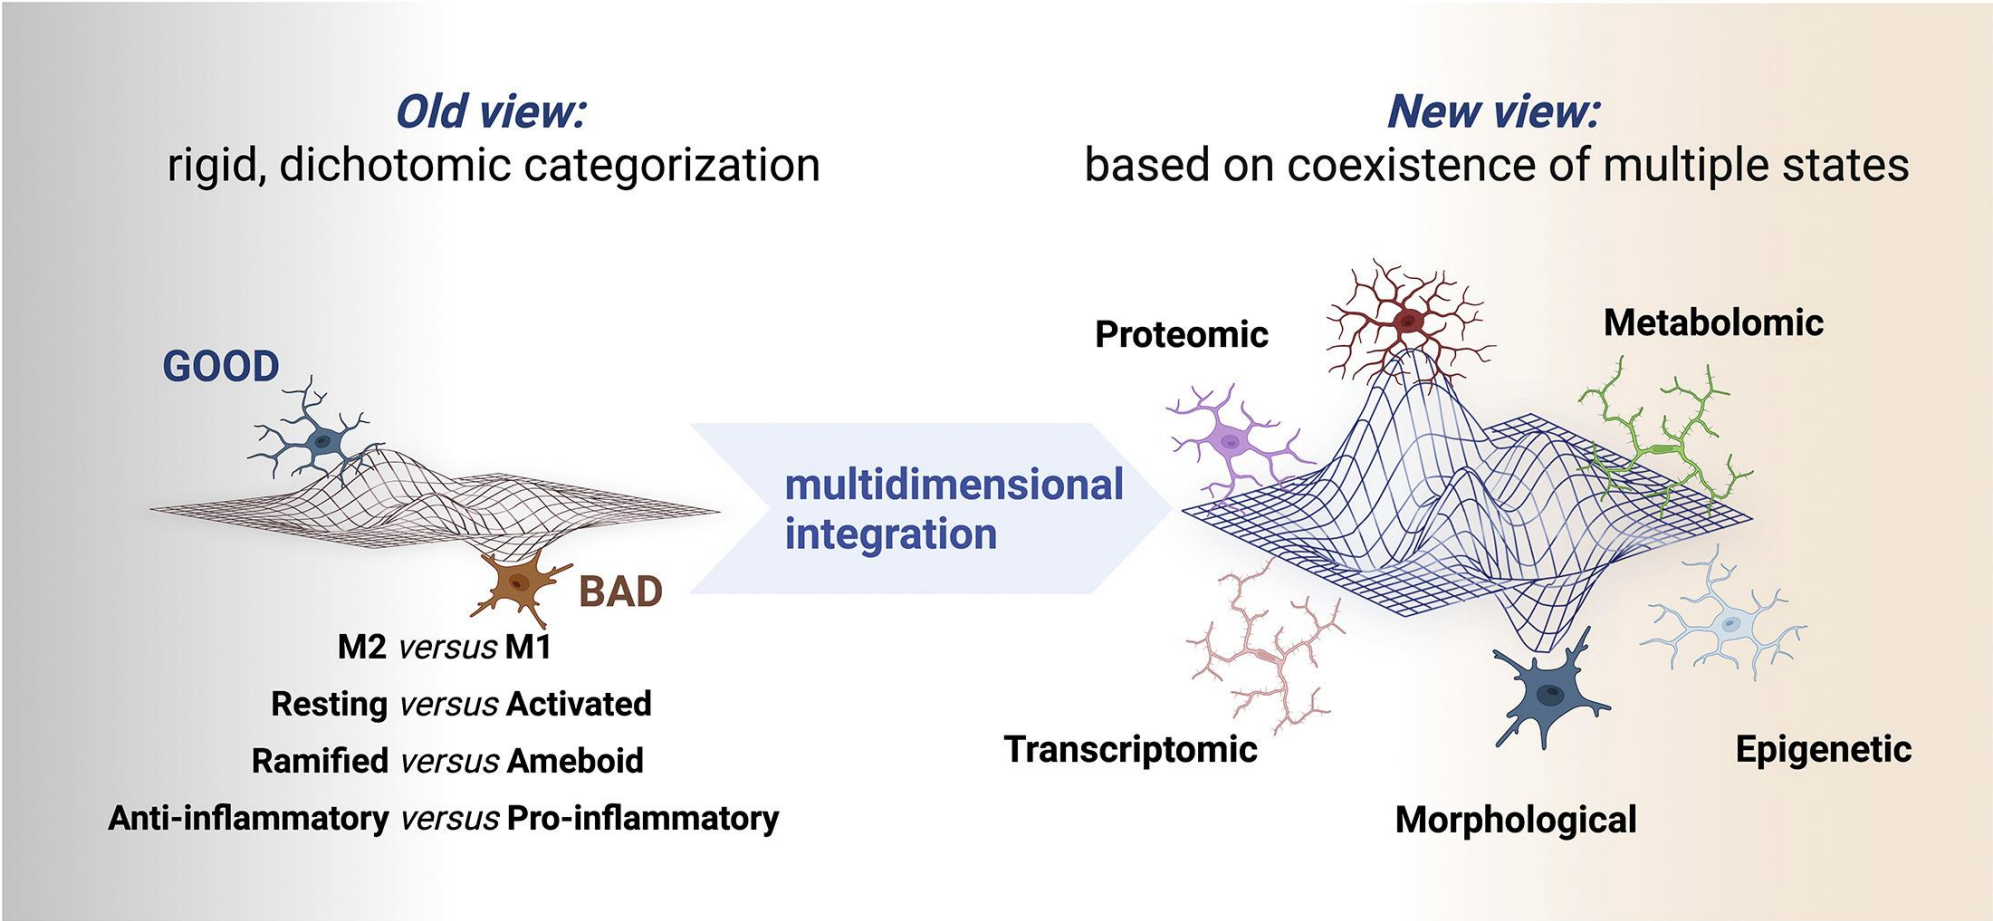 Old view:
rigid, dichotomic categorization
GOOD
BAD
M2 versus M1
Resting versus Activated
Ramified versus Ameboid
Anti-inflammatory versus Pro-inflammatory
multidimensional
integration
New view:
based on coexistence of multiple states
Proteomic
Metabolomic
Transcriptomic
Epigenetic
Morphological